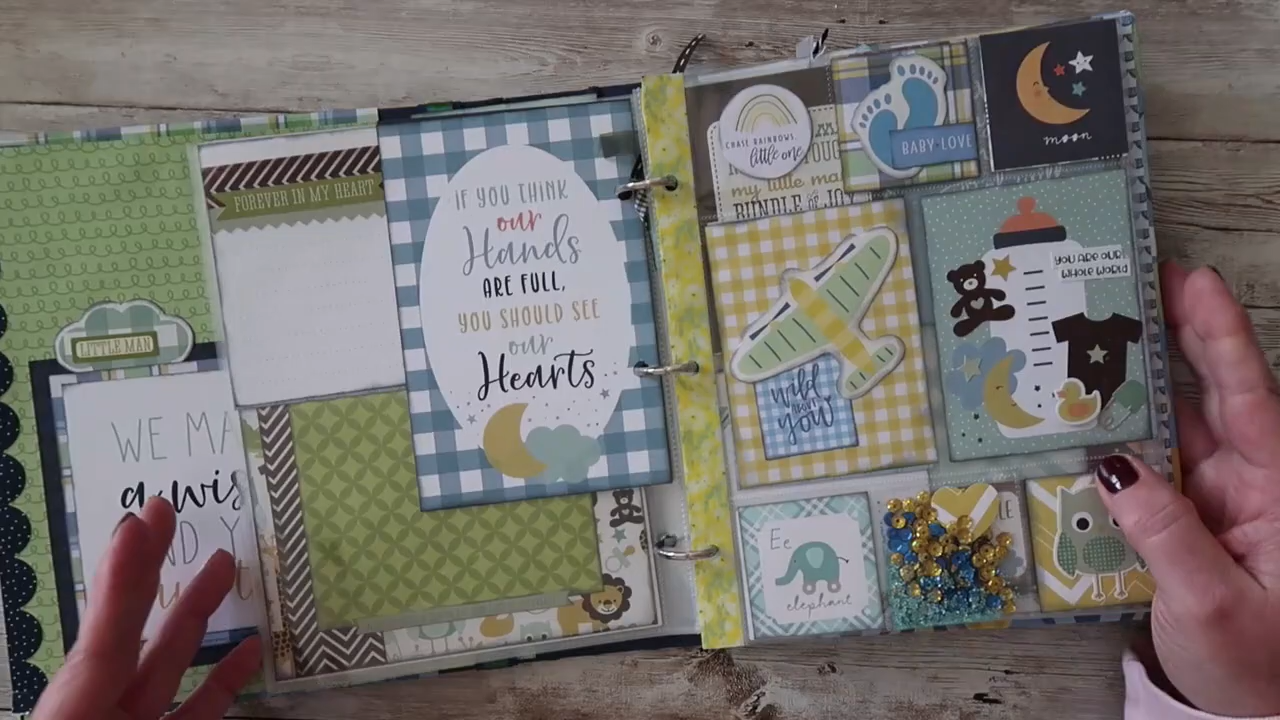 FOREVER IN MY HEART
LITTLE MAN
WE MA
a wis
ND Y
IF YOU THINK
our
Hands
ARE FULL,
YOU SHOULD SEE
our
Hearts
CHASE RAINBOWS,
little one
my little ma
BUNDLE of JOY
BABY LOVE
moon
wild
ABOUT
you
YOU ARE OUR
WHOLE WORLD
Ee
elephant